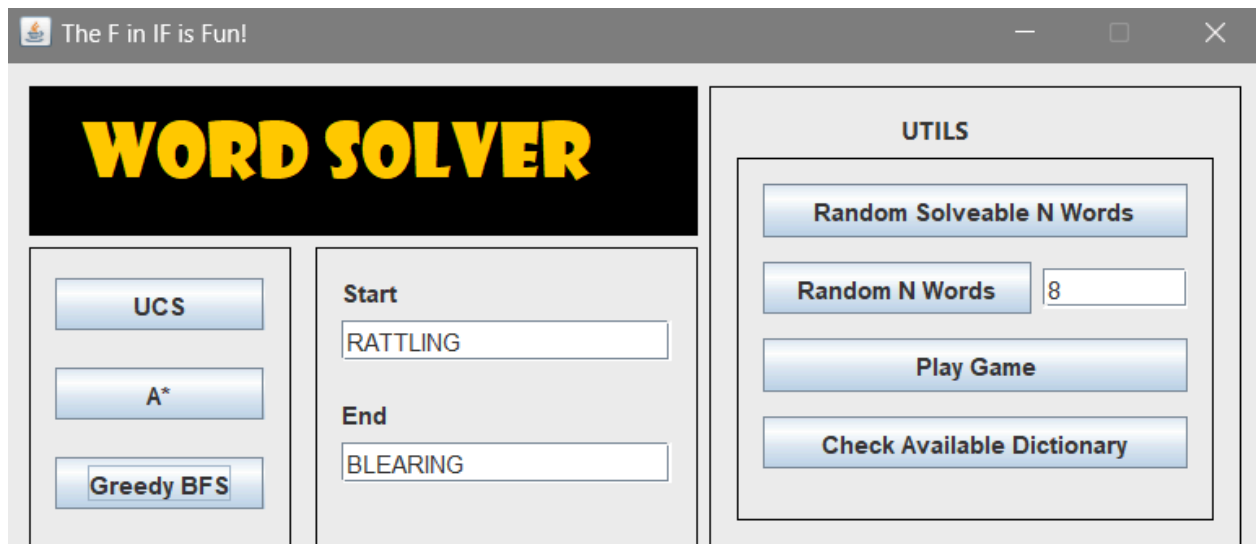 The F in IF is Fun!
WORD SOLVER
UCS
A*
Greedy BFS
Start
RATTLING
End
BLEARING
UTILS
Random Solveable N Words
Random N Words
8
Play Game
Check Available Dictionary